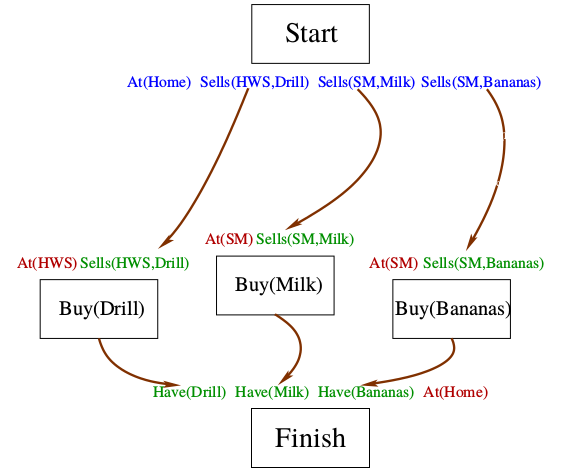 Start
At(Home) Sells(HWS,Drill) Sells(SM,Milk) Sells(SM,Bananas)
At(SM) Sells(SM,Milk)
At(HWS) Sells(HWS,Drill)
At(SM) Sells(SM,Bananas)
Buy(Drill)
Buy(Milk)
Buy(Bananas)
Have(Drill) Have(Milk) Have(Bananas) At(Home)
Finish